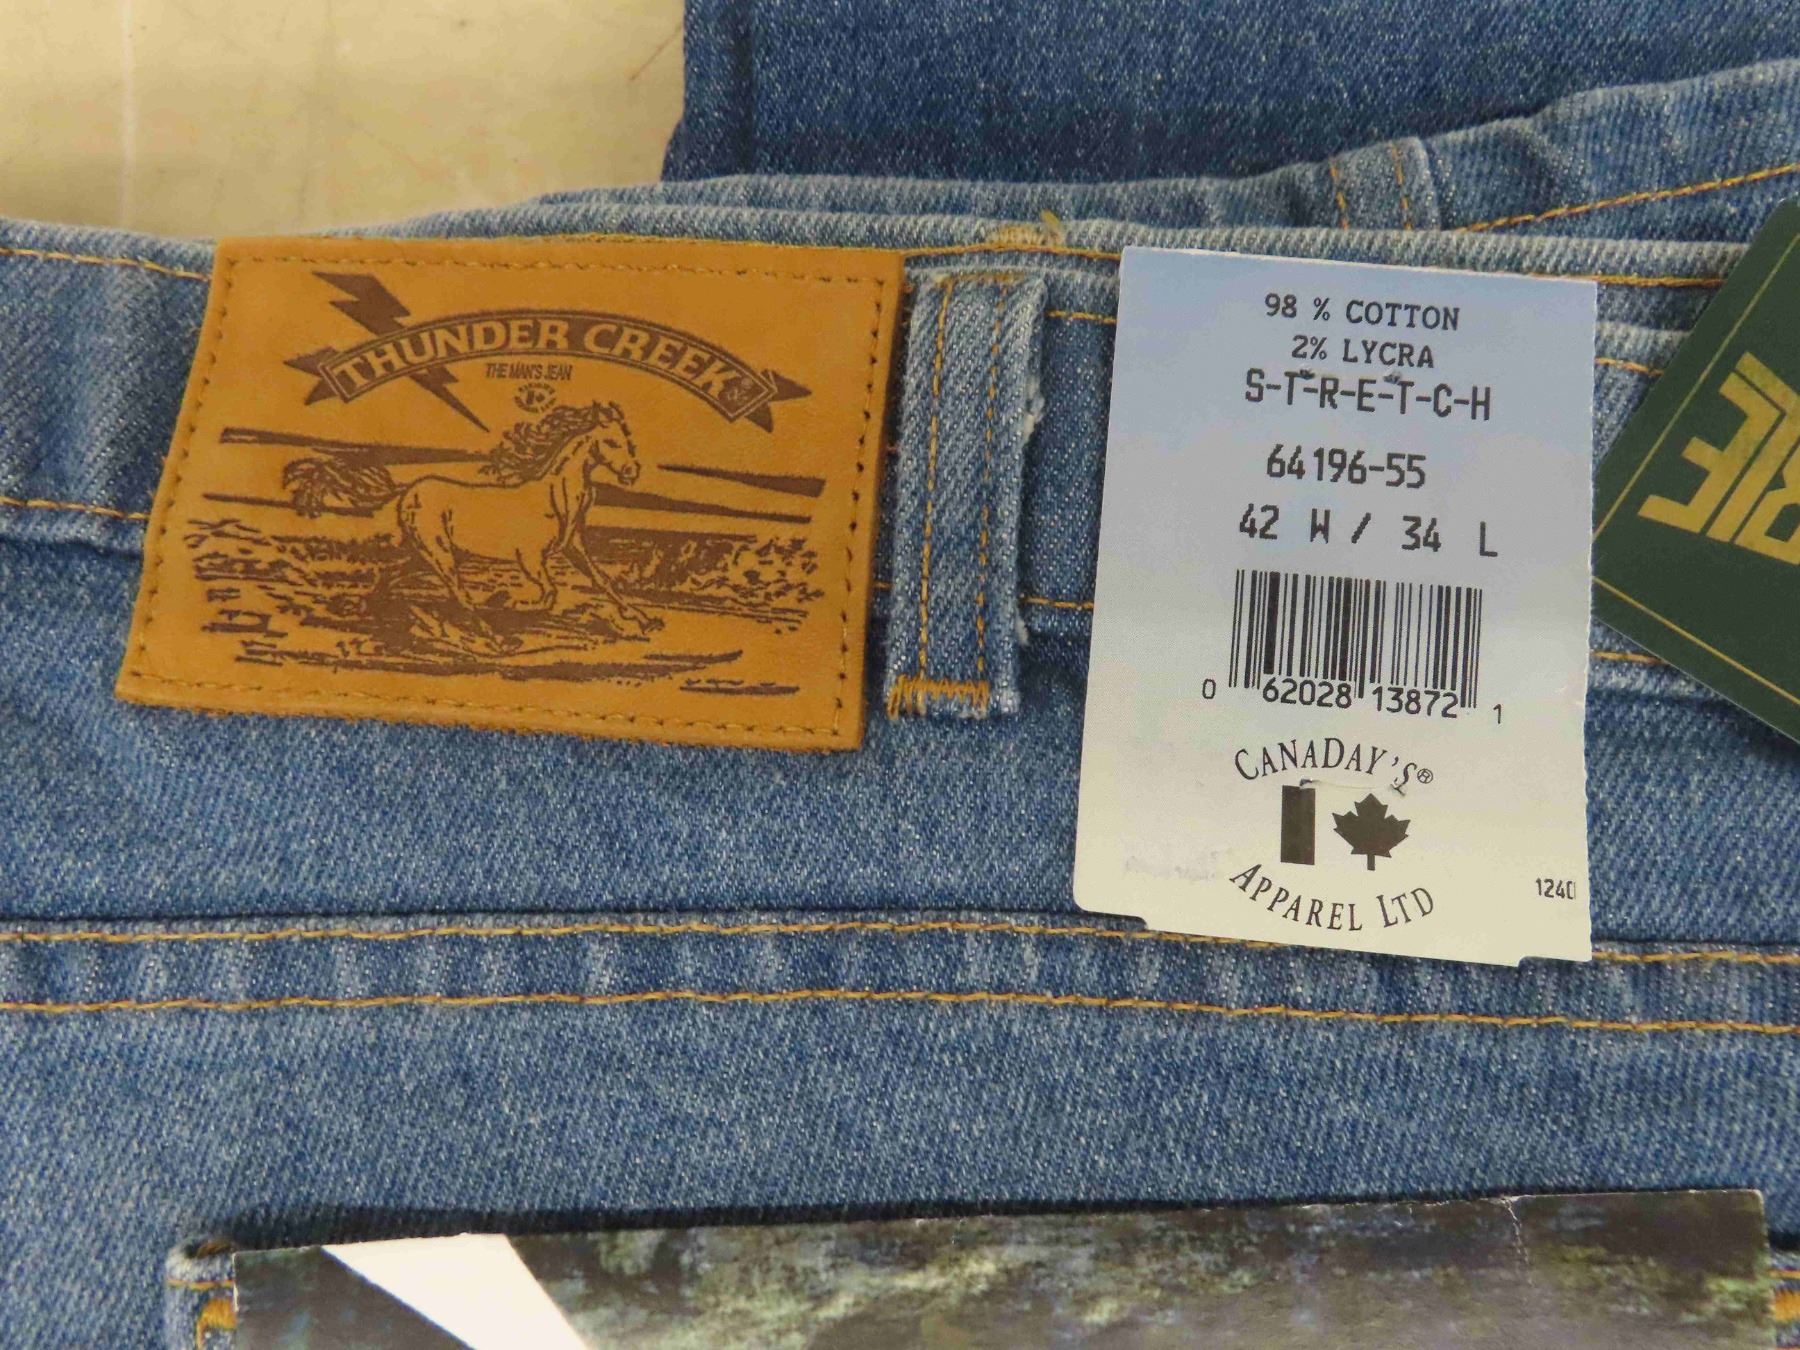 THUNDER CREEK
THE MAN'S JEAN
98 % COTTON
2% LYCRA
S-T-R-E-T-C-H
64196-55
42 W / 34 L
0 62028 13872 1
CANADAY'S®
APPAREL LTD
1240
RIE